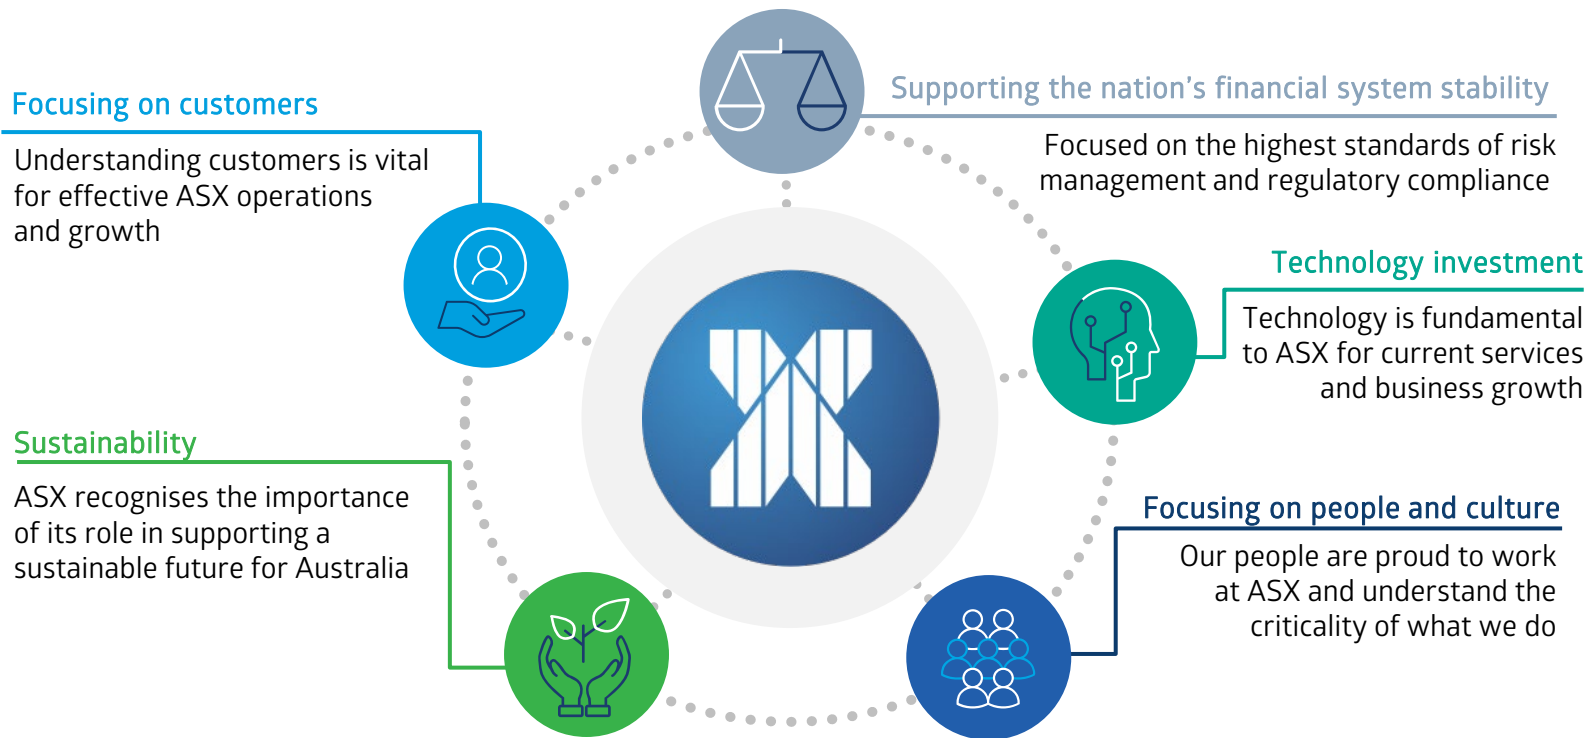 Focusing on customers
Understanding customers is vital
for effective ASX operations
and growth
Supporting the nation’s financial system stability
Focused on the highest standards of risk
management and regulatory compliance
Technology investment
Technology is fundamental
to ASX for current services
and business growth
Sustainability
ASX recognises the importance
of its role in supporting a
sustainable future for Australia
Focusing on people and culture
Our people are proud to work
at ASX and understand the
criticality of what we do